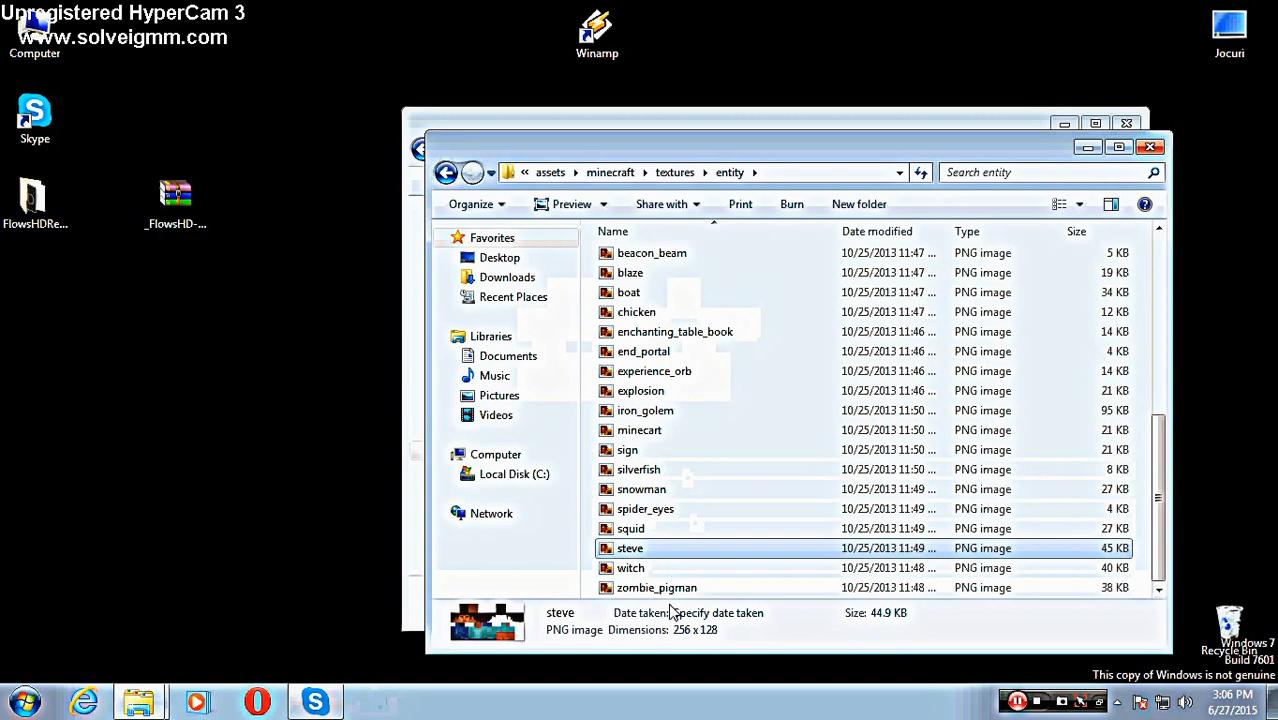 Unregistered HyperCam 3
www.solveigmm.com
Computer
Winamp
Jocuri
Skype
FlowsHDRe...
_FlowsHD-...
« assets minecraft textures entity
Search entity
Organize Preview Share with Print Burn New folder
Name Date modified Type Size
Favorites
Desktop
Downloads
Recent Places
Libraries
Documents
Music
Pictures
Videos
Computer
Local Disk (C:)
Network
beacon_beam 10/25/2013 11:47 ... PNG image 5 KB
blaze 10/25/2013 11:47 ... PNG image 19 KB
boat 10/25/2013 11:47 ... PNG image 34 KB
chicken 10/25/2013 11:47 ... PNG image 12 KB
enchanting_table_book 10/25/2013 11:46 ... PNG image 14 KB
end_portal 10/25/2013 11:46 ... PNG image 4 KB
experience_orb 10/25/2013 11:46 ... PNG image 14 KB
explosion 10/25/2013 11:46 ... PNG image 21 KB
iron_golem 10/25/2013 11:50 ... PNG image 95 KB
minecart 10/25/2013 11:50 ... PNG image 21 KB
sign 10/25/2013 11:50 ... PNG image 21 KB
silverfish 10/25/2013 11:50 ... PNG image 8 KB
snowman 10/25/2013 11:49 ... PNG image 27 KB
spider_eyes 10/25/2013 11:49 ... PNG image 4 KB
squid 10/25/2013 11:49 ... PNG image 27 KB
steve 10/25/2013 11:49 ... PNG image 45 KB
witch 10/25/2013 11:48 ... PNG image 40 KB
zombie_pigman 10/25/2013 11:48 ... PNG image 38 KB
steve Date taken: Specify date taken Size: 44.9 KB
PNG image Dimensions: 256 x 128
Recycle Bin
Windows 7
Build 7601
This copy of Windows is not genuine
3:06 PM
6/27/2015